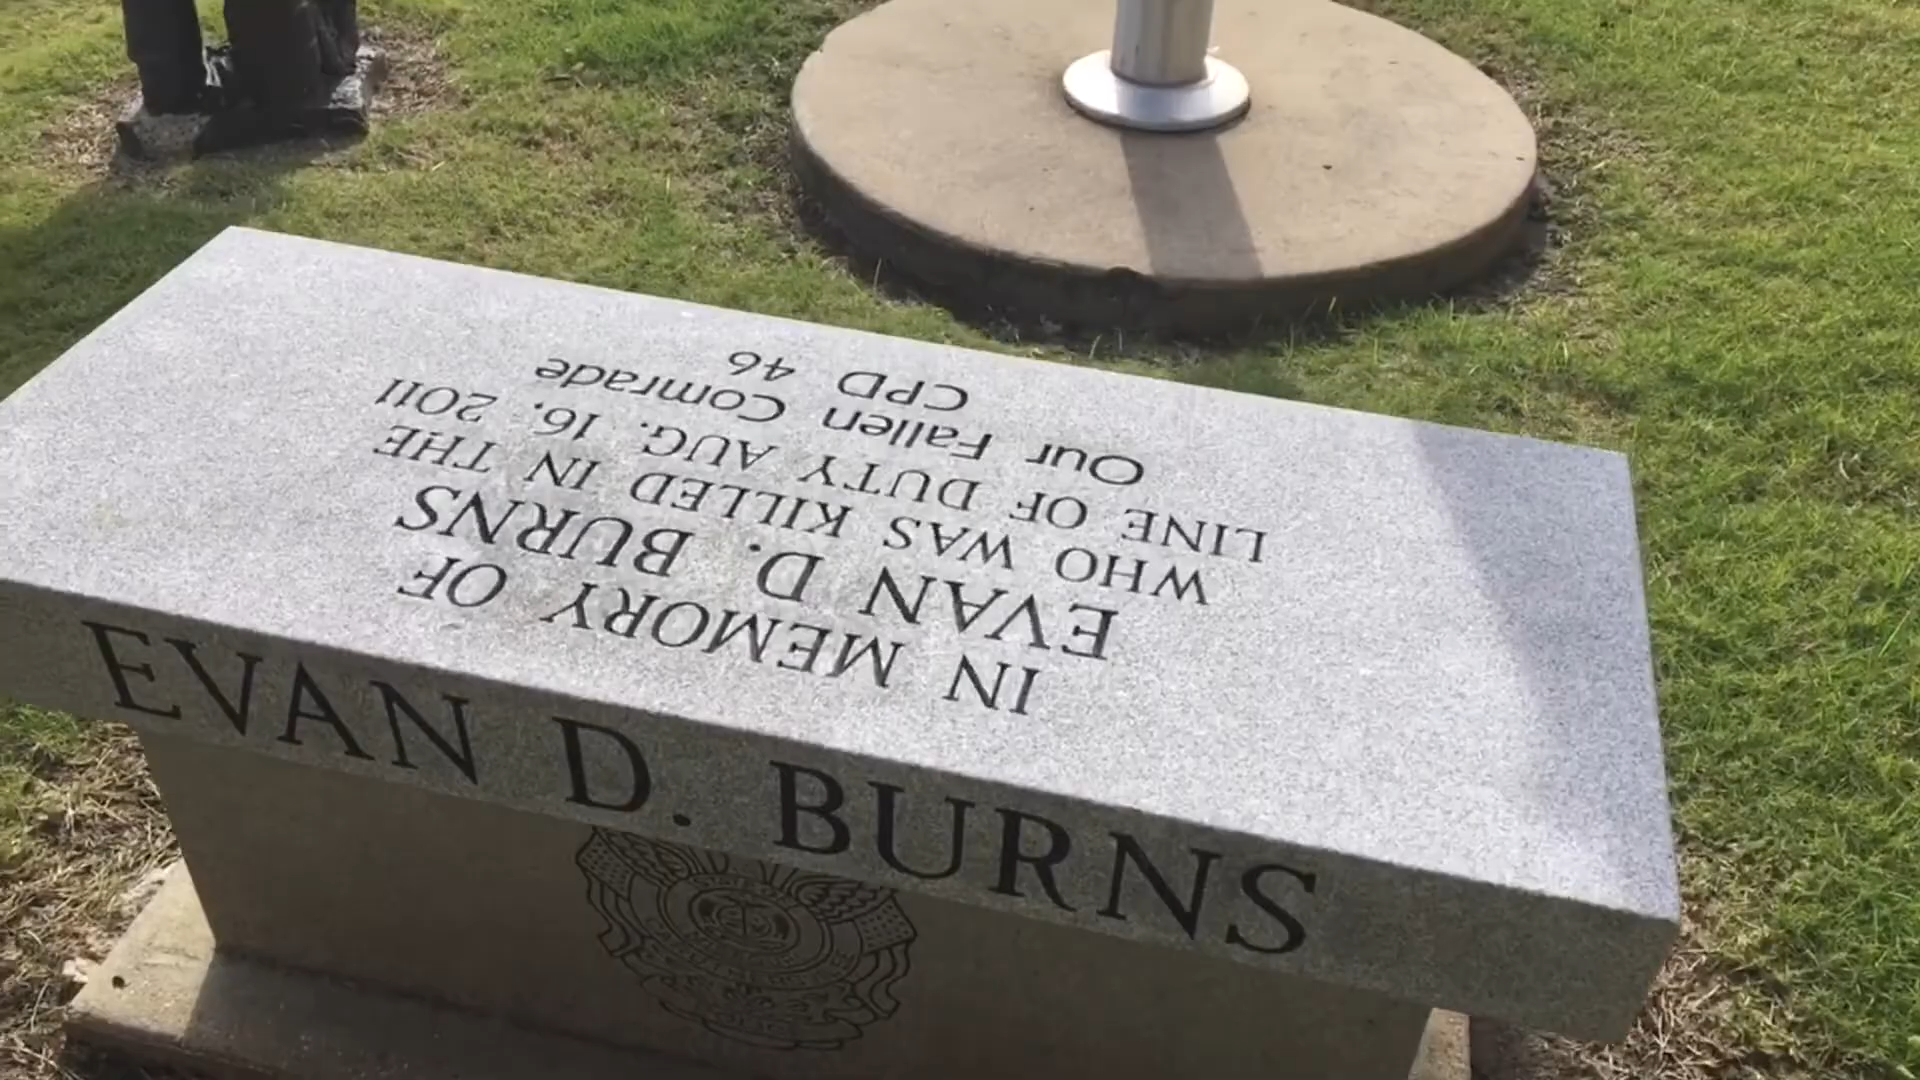 IN MEMORY OF
EVAN D. BURNS
WHO WAS KILLED IN THE
LINE OF DUTY AUG. 16, 2011
Our Fallen Comrade
CPD 46
EVAN D. BURNS